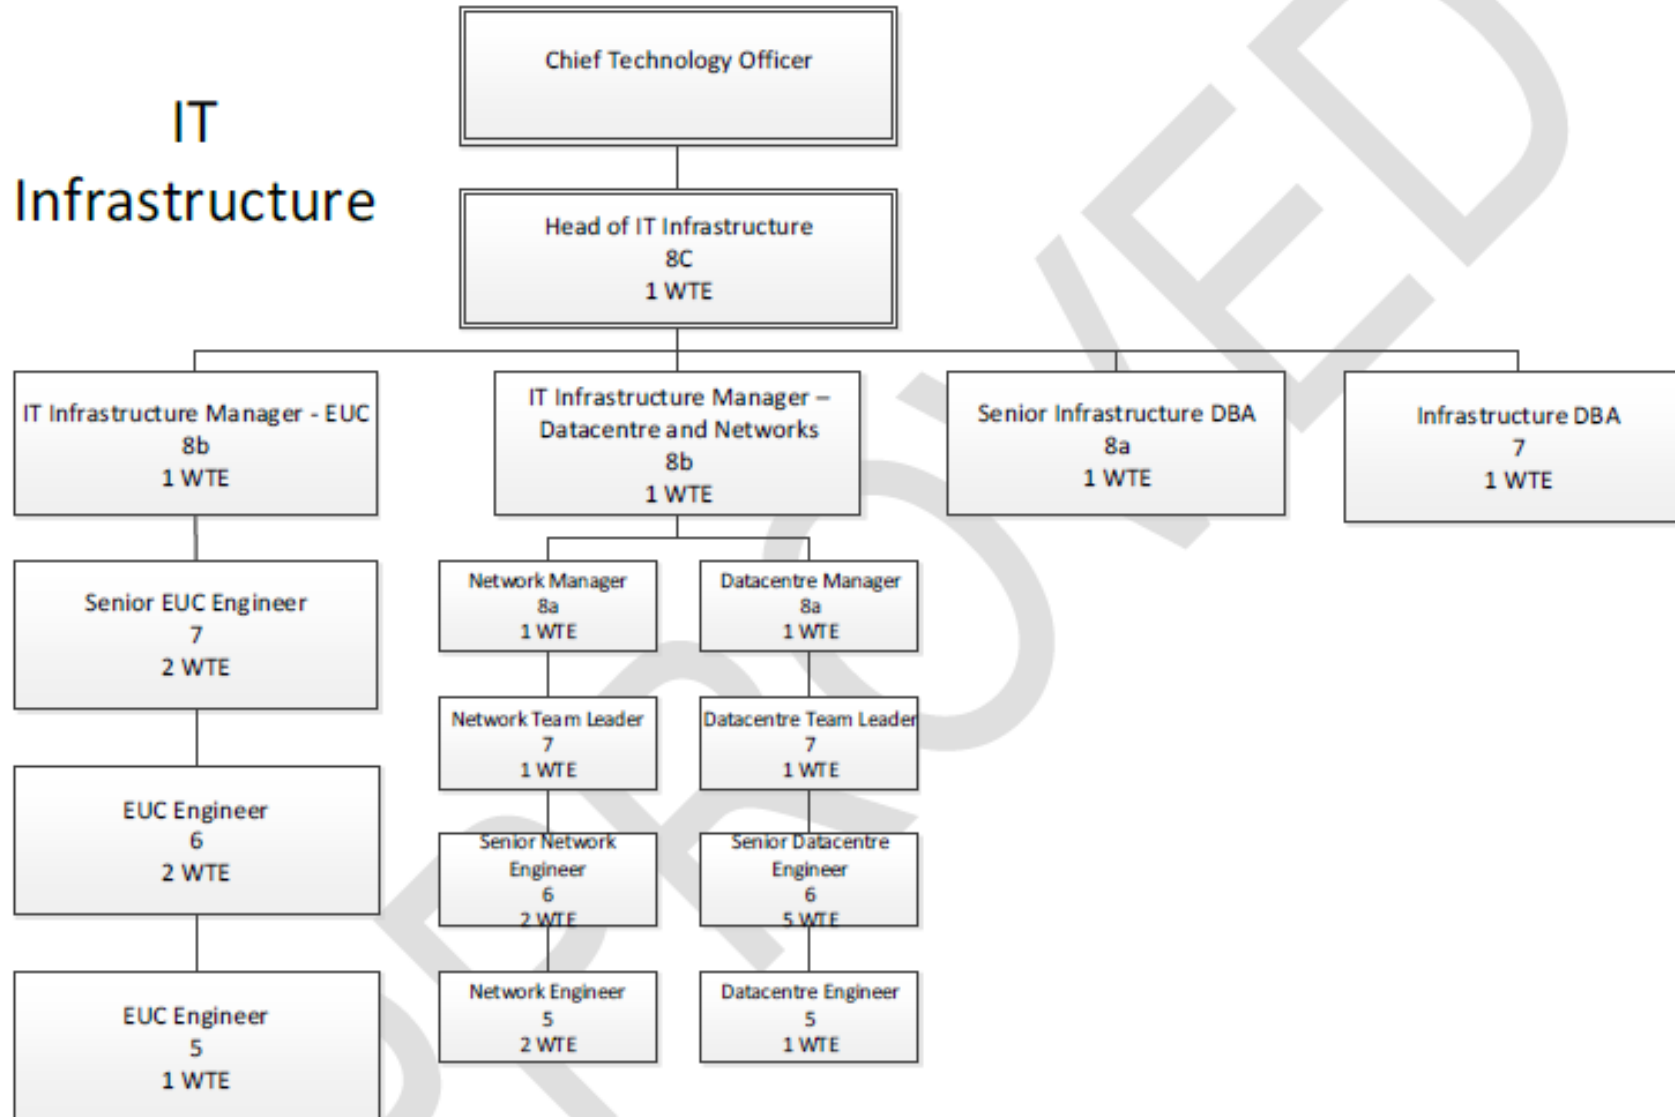 IT
Infrastructure
Chief Technology Officer
Head of IT Infrastructure
8C
1 WTE
IT Infrastructure Manager - EUC
8b
1 WTE
IT Infrastructure Manager –
Datacentre and Networks
8b
1 WTE
Senior Infrastructure DBA
8a
1 WTE
Infrastructure DBA
7
1 WTE
Senior EUC Engineer
7
2 WTE
Network Manager
8a
1 WTE
Datacentre Manager
8a
1 WTE
Network Team Leader
7
1 WTE
Datacentre Team Leader
7
1 WTE
EUC Engineer
6
2 WTE
Senior Network
Engineer
6
2 WTE
Senior Datacentre
Engineer
6
5 WTE
EUC Engineer
5
1 WTE
Network Engineer
5
2 WTE
Datacentre Engineer
5
1 WTE
PPROVED